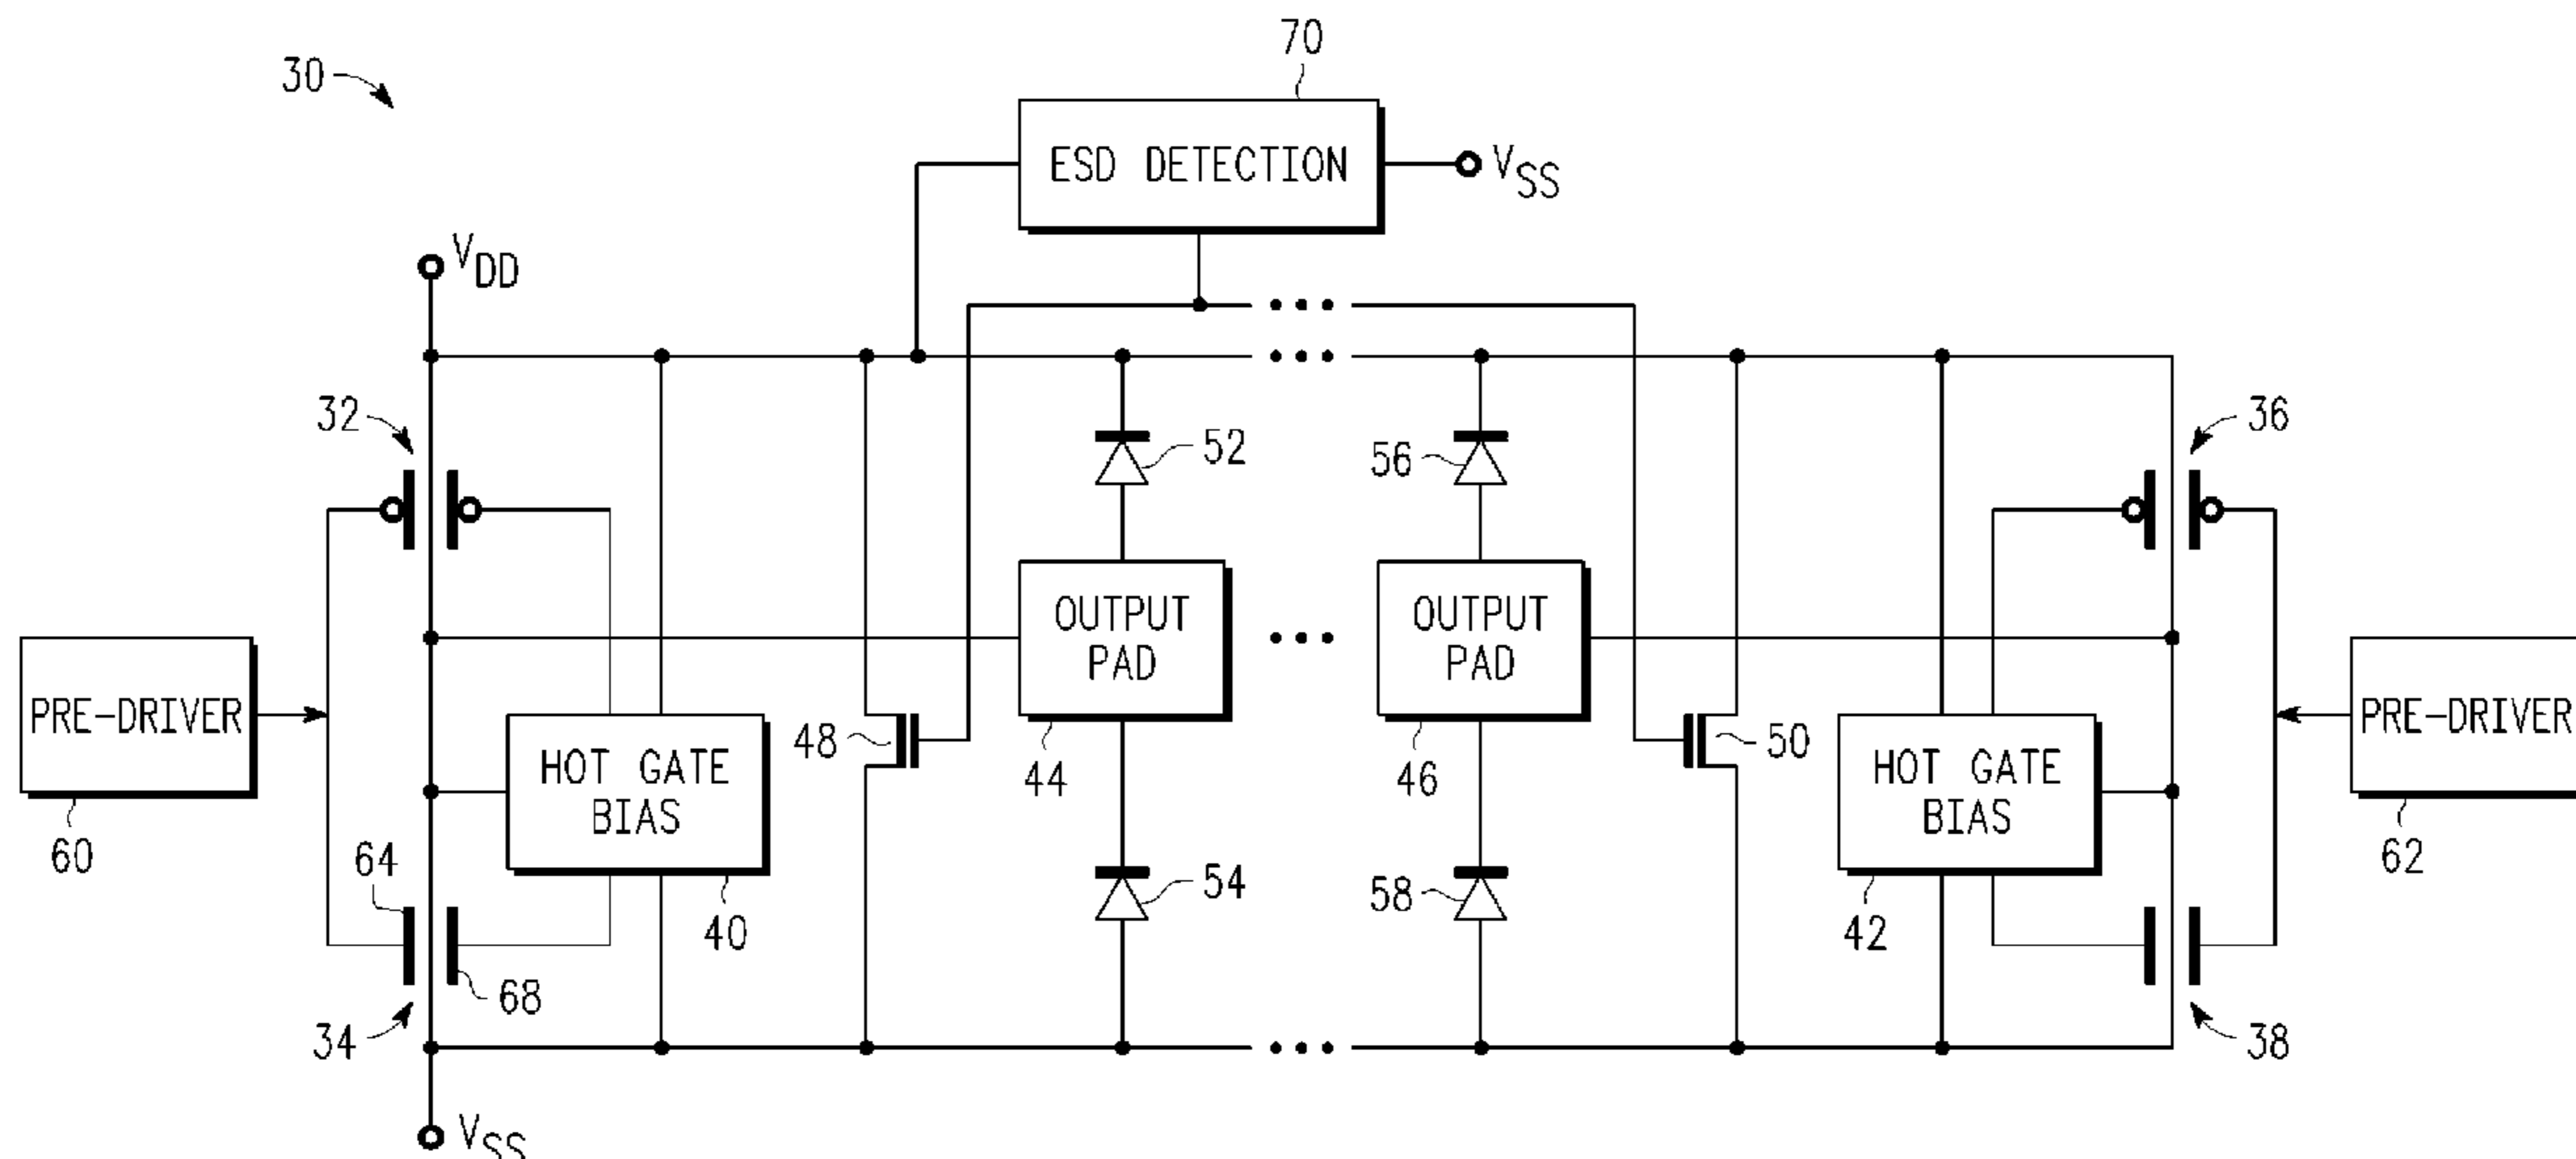 70
30
ESD DETECTION
VSS
VDD
32
36
52
56
OUTPUT
PAD
OUTPUT
PAD
PRE-DRIVER
PRE-DRIVER
48
50
44
46
HOT GATE
BIAS
HOT GATE
BIAS
60
62
64
54
58
40
42
68
34
38
VSS